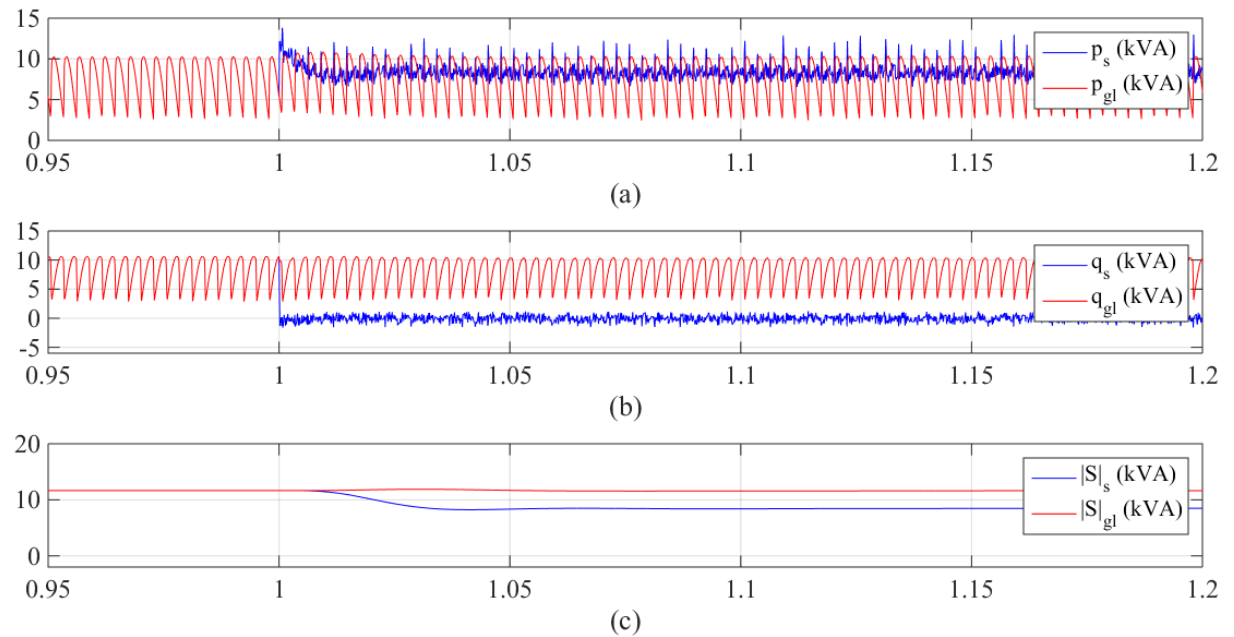 15
10
5
0
0.95 1 1.05 1.1 1.15 1.2
p_s (kVA)
p_gl (kVA)
(a)
15
10
5
0
-5
0.95 1 1.05 1.1 1.15 1.2
q_s (kVA)
q_gl (kVA)
(b)
20
10
0
0.95 1 1.05 1.1 1.15 1.2
|S|_s (kVA)
|S|_gl (kVA)
(c)